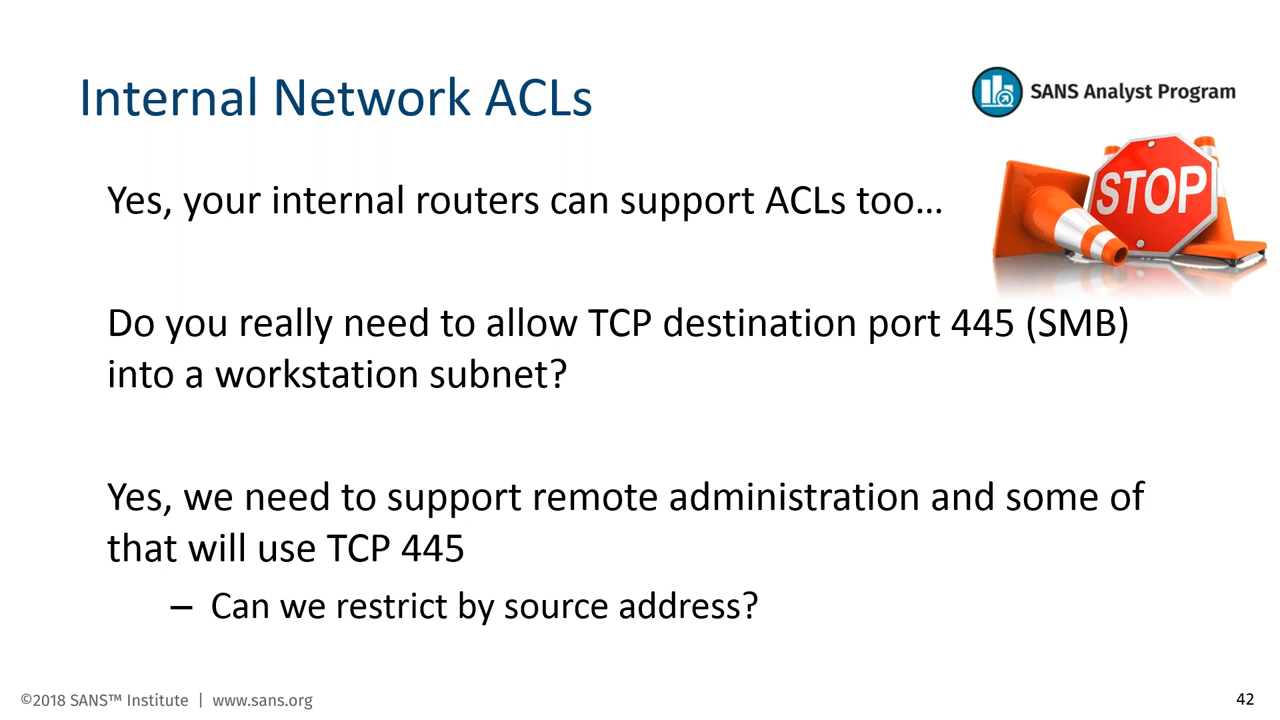 Internal Network ACLs
SANS Analyst Program
STOP
Yes, your internal routers can support ACLs too…
Do you really need to allow TCP destination port 445 (SMB)
into a workstation subnet?
Yes, we need to support remote administration and some of
that will use TCP 445
– Can we restrict by source address?
©2018 SANS™ Institute | www.sans.org
42